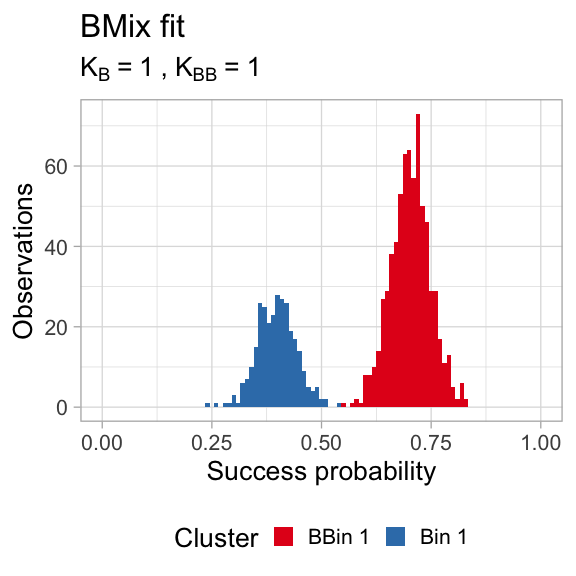 BMix fit
K_B = 1 , K_BB = 1
Observations
60
40
20
0
0.00 0.25 0.50 0.75 1.00
Success probability
Cluster BBin 1 Bin 1